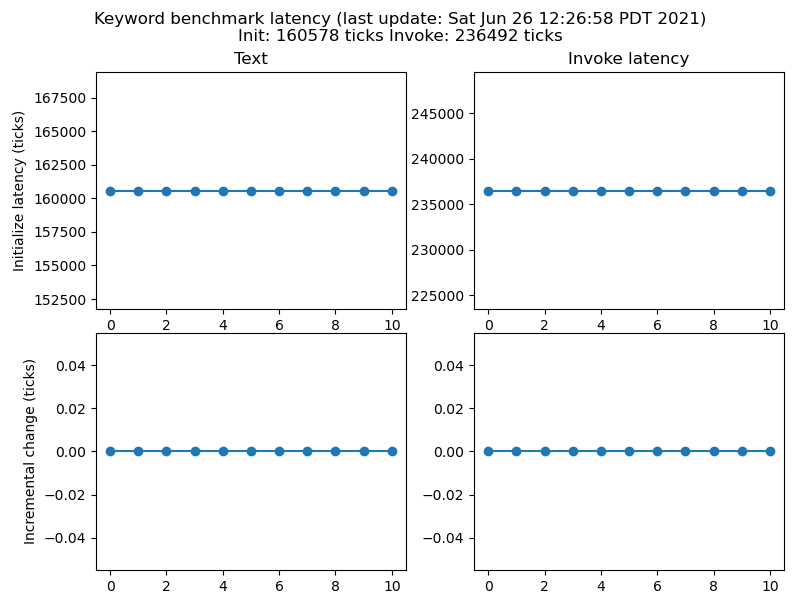 Keyword benchmark latency (last update: Sat Jun 26 12:26:58 PDT 2021)
Init: 160578 ticks Invoke: 236492 ticks
Text
Invoke latency
Initialize latency (ticks)
167500
165000
162500
160000
157500
155000
152500
0 2 4 6 8 10
245000
240000
235000
230000
225000
0 2 4 6 8 10
Incremental change (ticks)
0.04
0.02
0.00
−0.02
−0.04
0 2 4 6 8 10
0.04
0.02
0.00
−0.02
−0.04
0 2 4 6 8 10